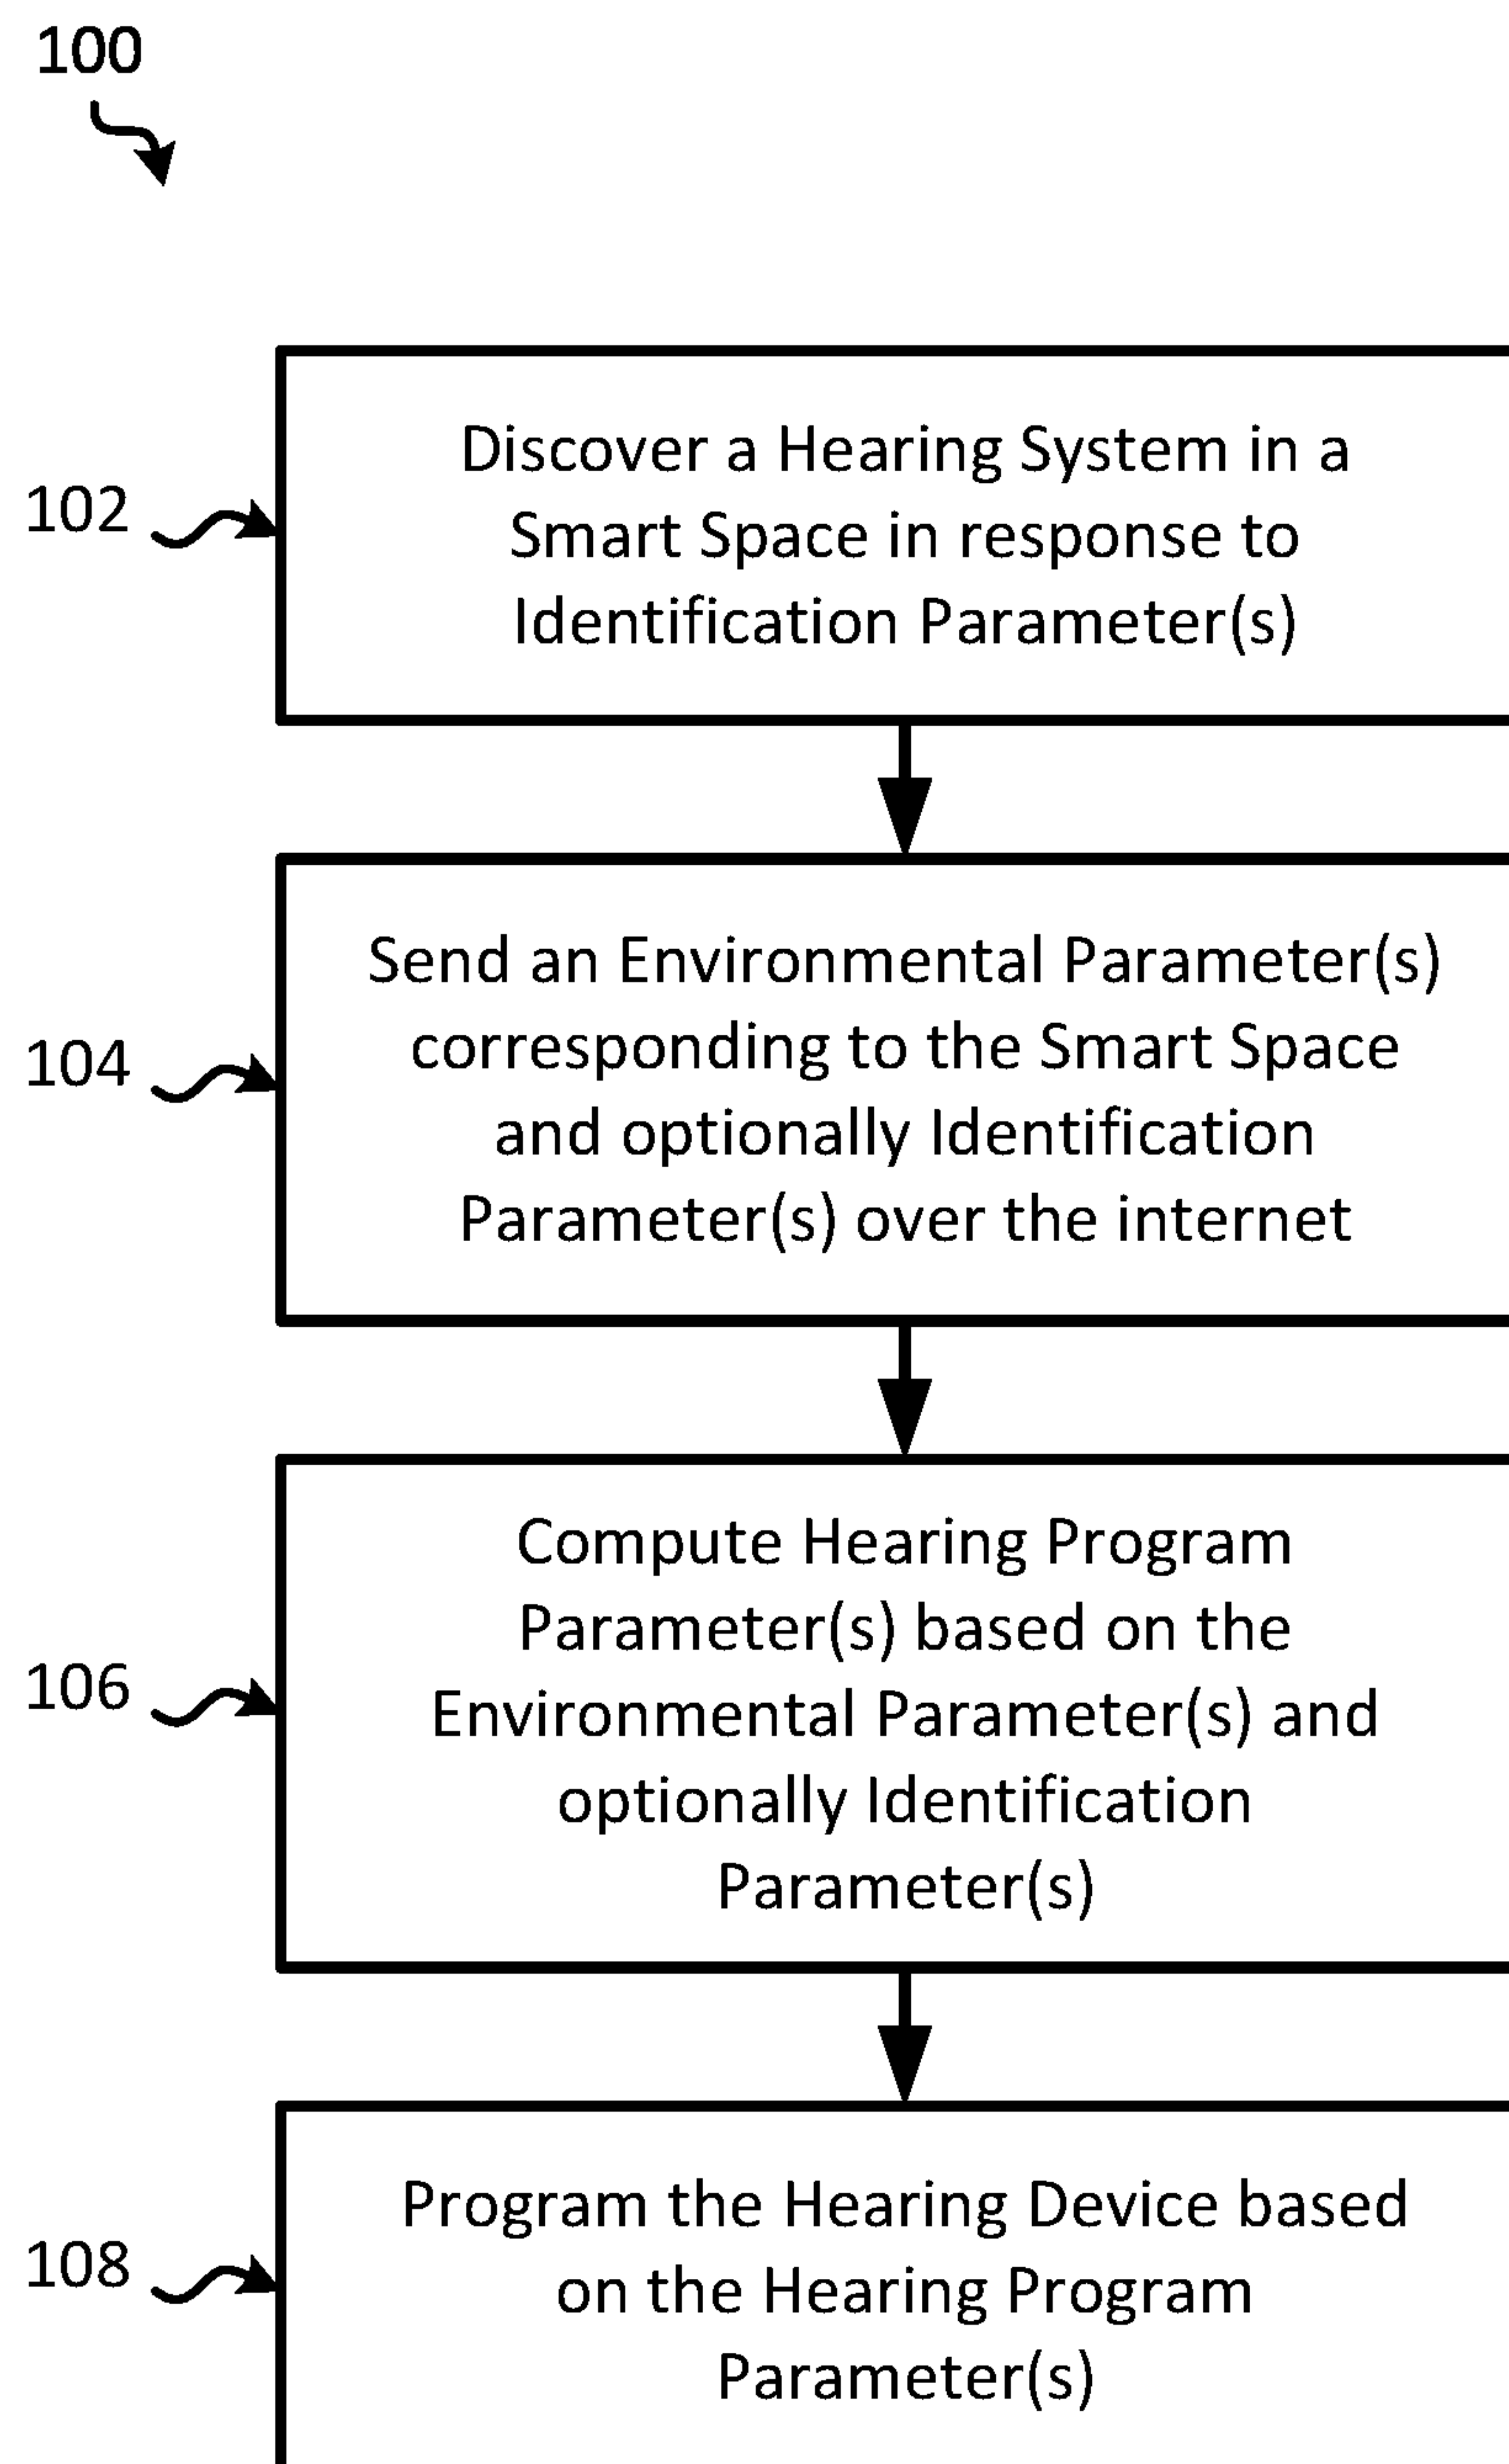 100
102
Discover a Hearing System in a
Smart Space in response to
Identification Parameter(s)
104
Send an Environmental Parameter(s)
corresponding to the Smart Space
and optionally Identification
Parameter(s) over the internet
106
Compute Hearing Program
Parameter(s) based on the
Environmental Parameter(s) and
optionally Identification
Parameter(s)
108
Program the Hearing Device based
on the Hearing Program
Parameter(s)